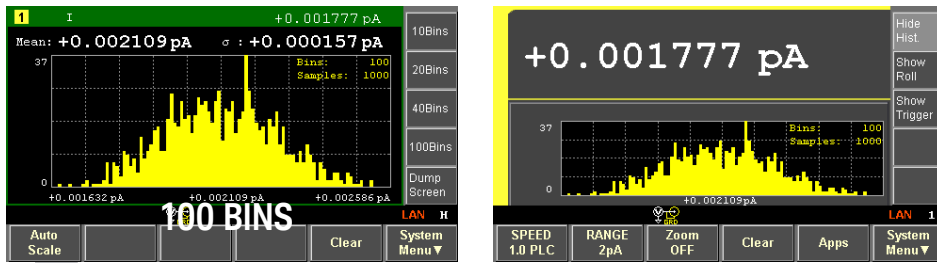 1 I +0.001777 pA
Mean: +0.002109 pA σ : +0.000157 pA
37
Bins: 100
Samples: 1000
0
+0.001632 pA +0.002109 pA +0.002586 pA
10Bins
20Bins
40Bins
100Bins
Dump
Screen
100 BINS
GRD
LAN H
Auto
Scale
Clear
System
Menu▼
+0.001777 pA
37
Bins: 100
Samples: 1000
0
+0.002109pA
Hide
Hist.
Show
Roll
Show
Trigger
GRD
LAN 1
SPEED
1.0 PLC
RANGE
2pA
Zoom
OFF
Clear
Apps
System
Menu▼